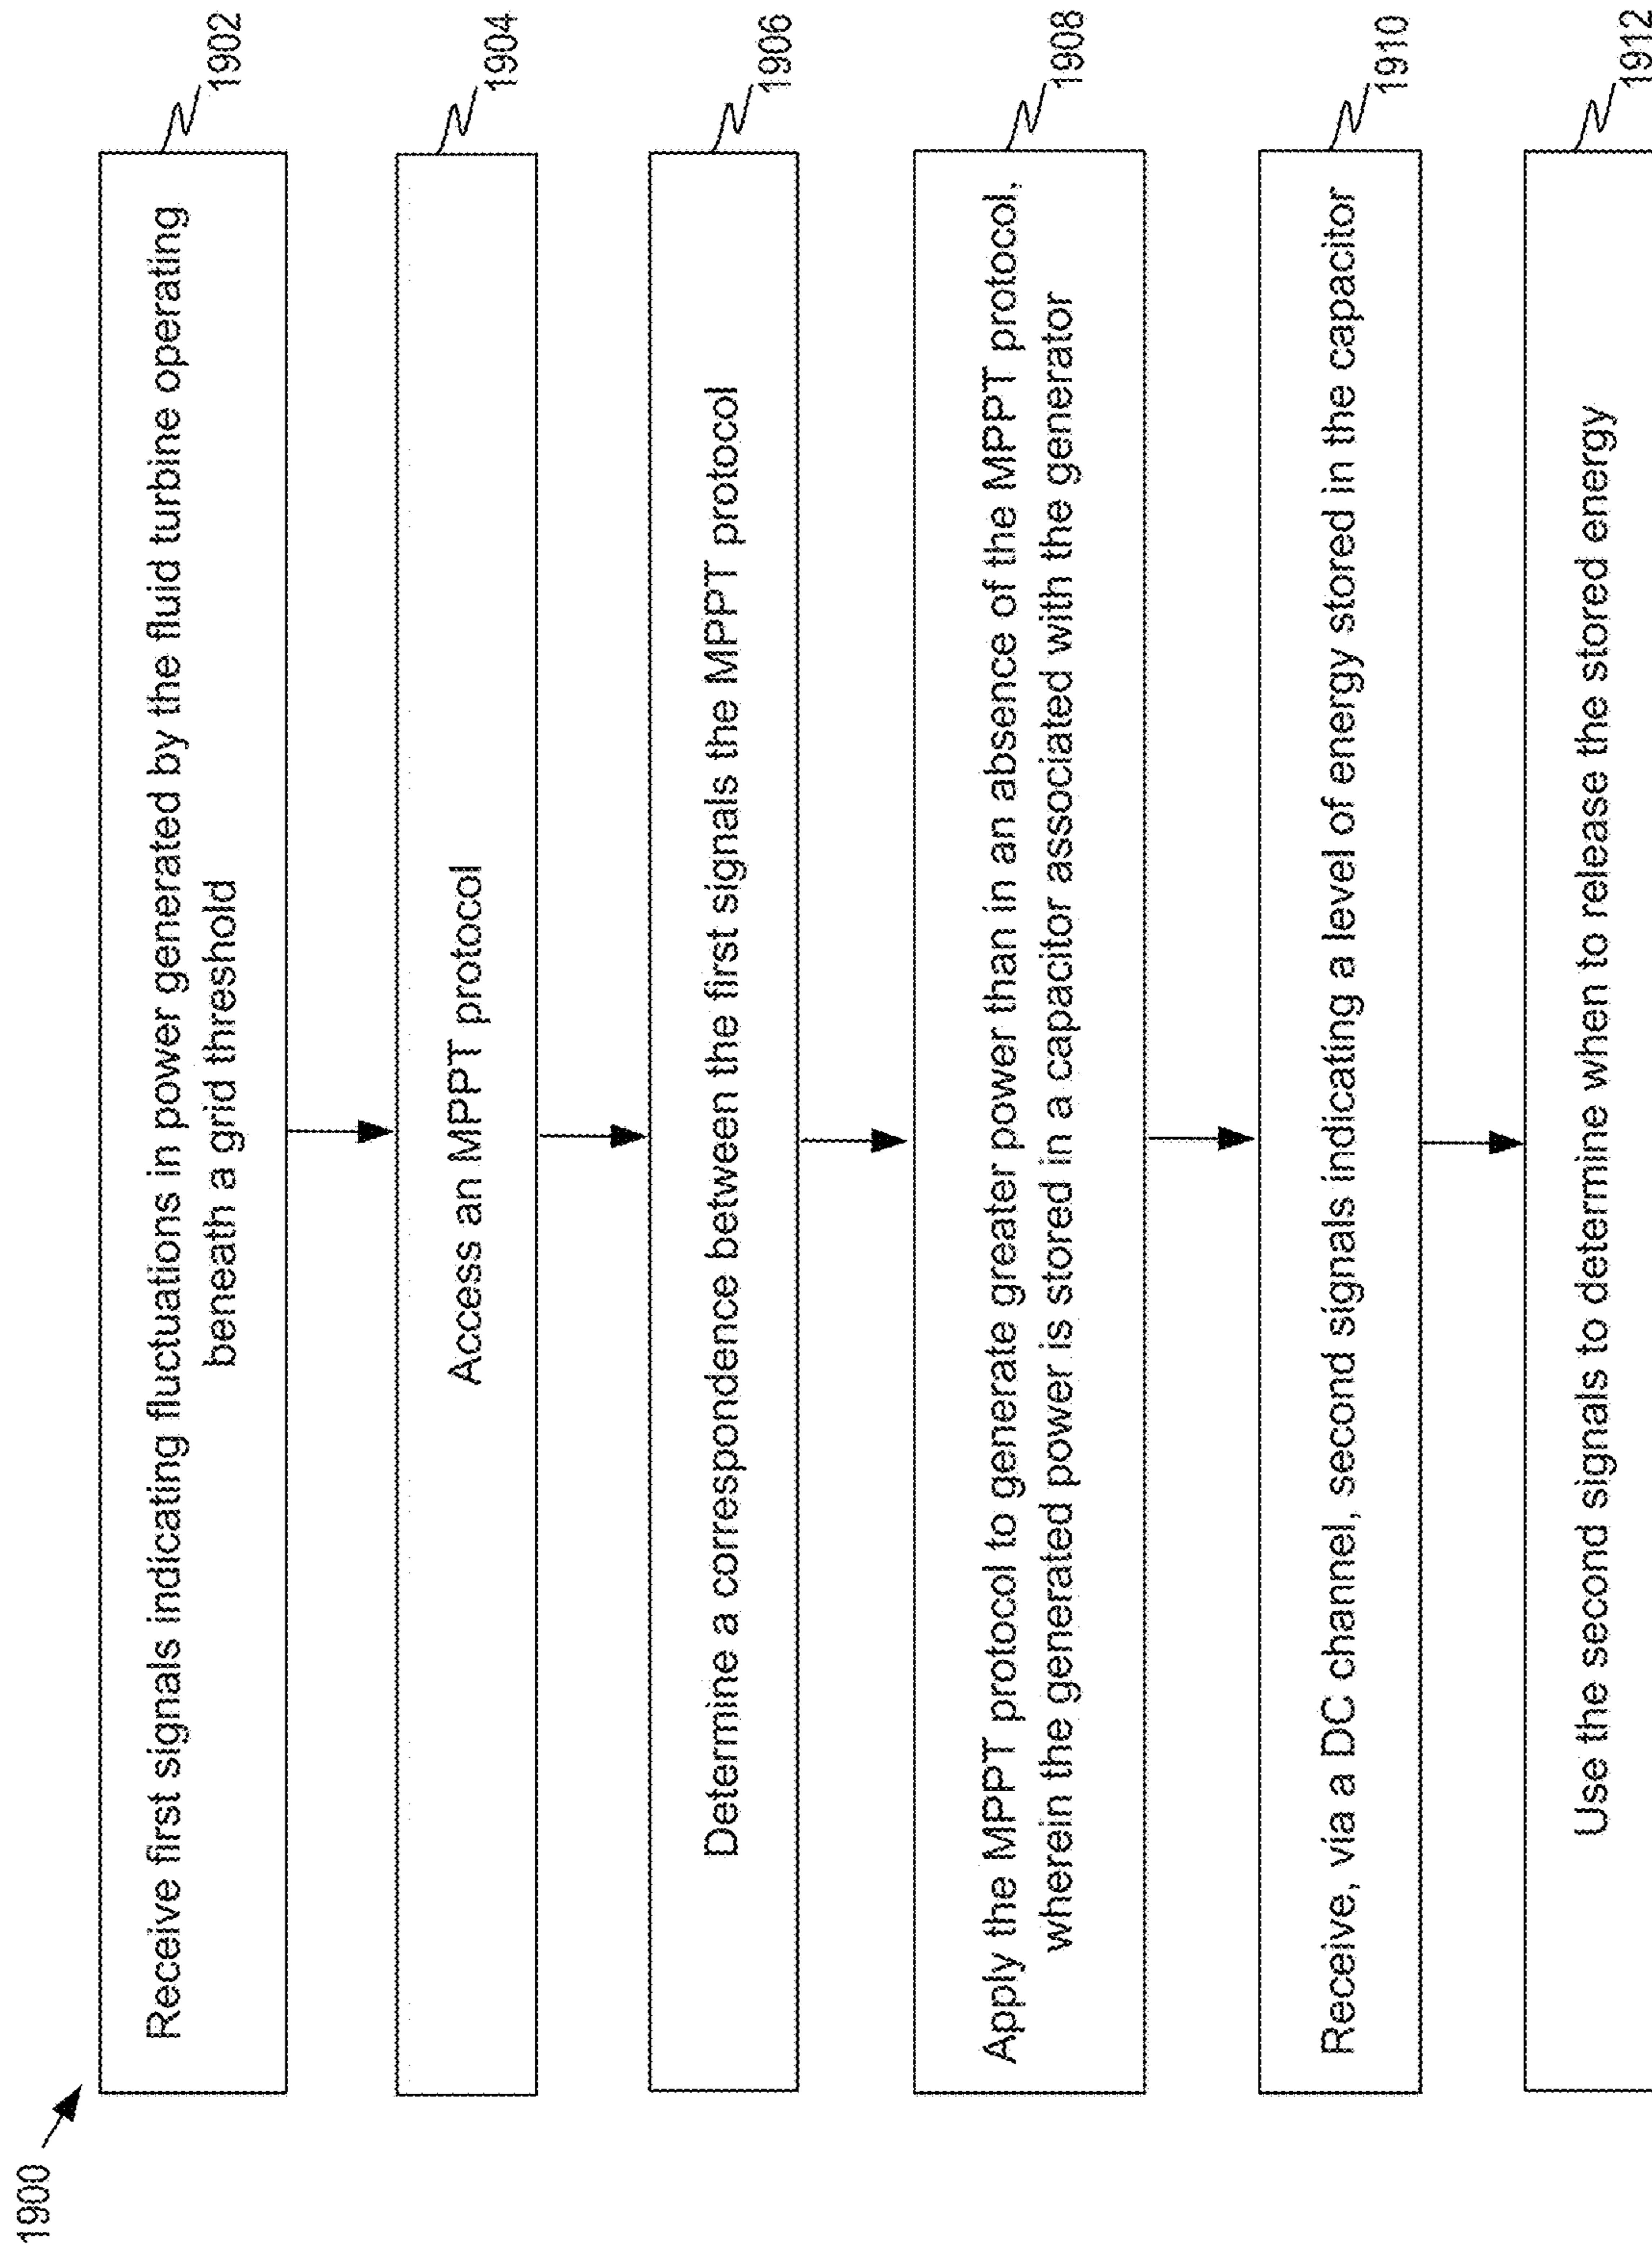 1900
Receive first signals indicating fluctuations in power generated by the fluid turbine operating
beneath a grid threshold
1902
Access an MPPT protocol
1904
Determine a correspondence between the first signals the MPPT protocol
1906
Apply the MPPT protocol to generate greater power than in an absence of the MPPT protocol,
wherein the generated power is stored in a capacitor associated with the generator
1908
Receive, via a DC channel, second signals indicating a level of energy stored in the capacitor
1910
Use the second signals to determine when to release the stored energy
1912